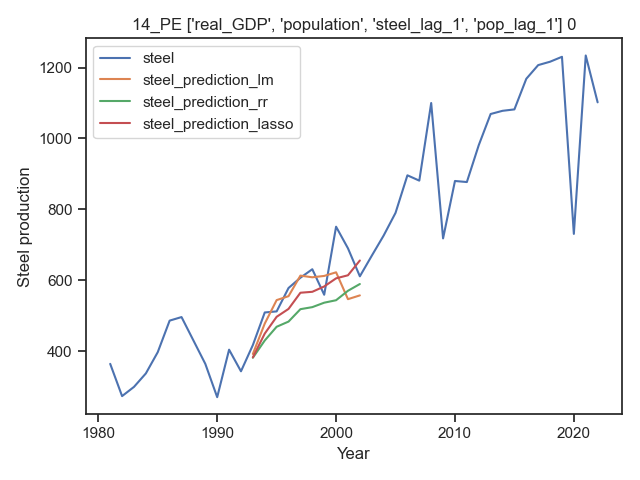 14_PE ['real_GDP', 'population', 'steel_lag_1', 'pop_lag_1'] 0
steel
steel_prediction_lm
steel_prediction_rr
steel_prediction_lasso
1200
1000
800
600
400
Steel production
1980
1990
2000
2010
2020
Year